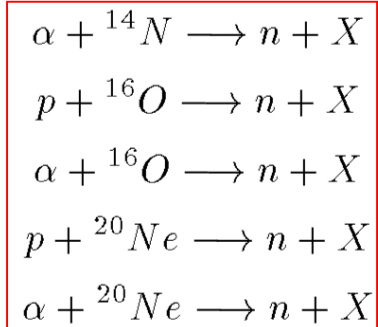 α + ¹⁴N ⟶ n + X
p + ¹⁶O ⟶ n + X
α + ¹⁶O ⟶ n + X
p + ²⁰Ne ⟶ n + X
α + ²⁰Ne ⟶ n + X